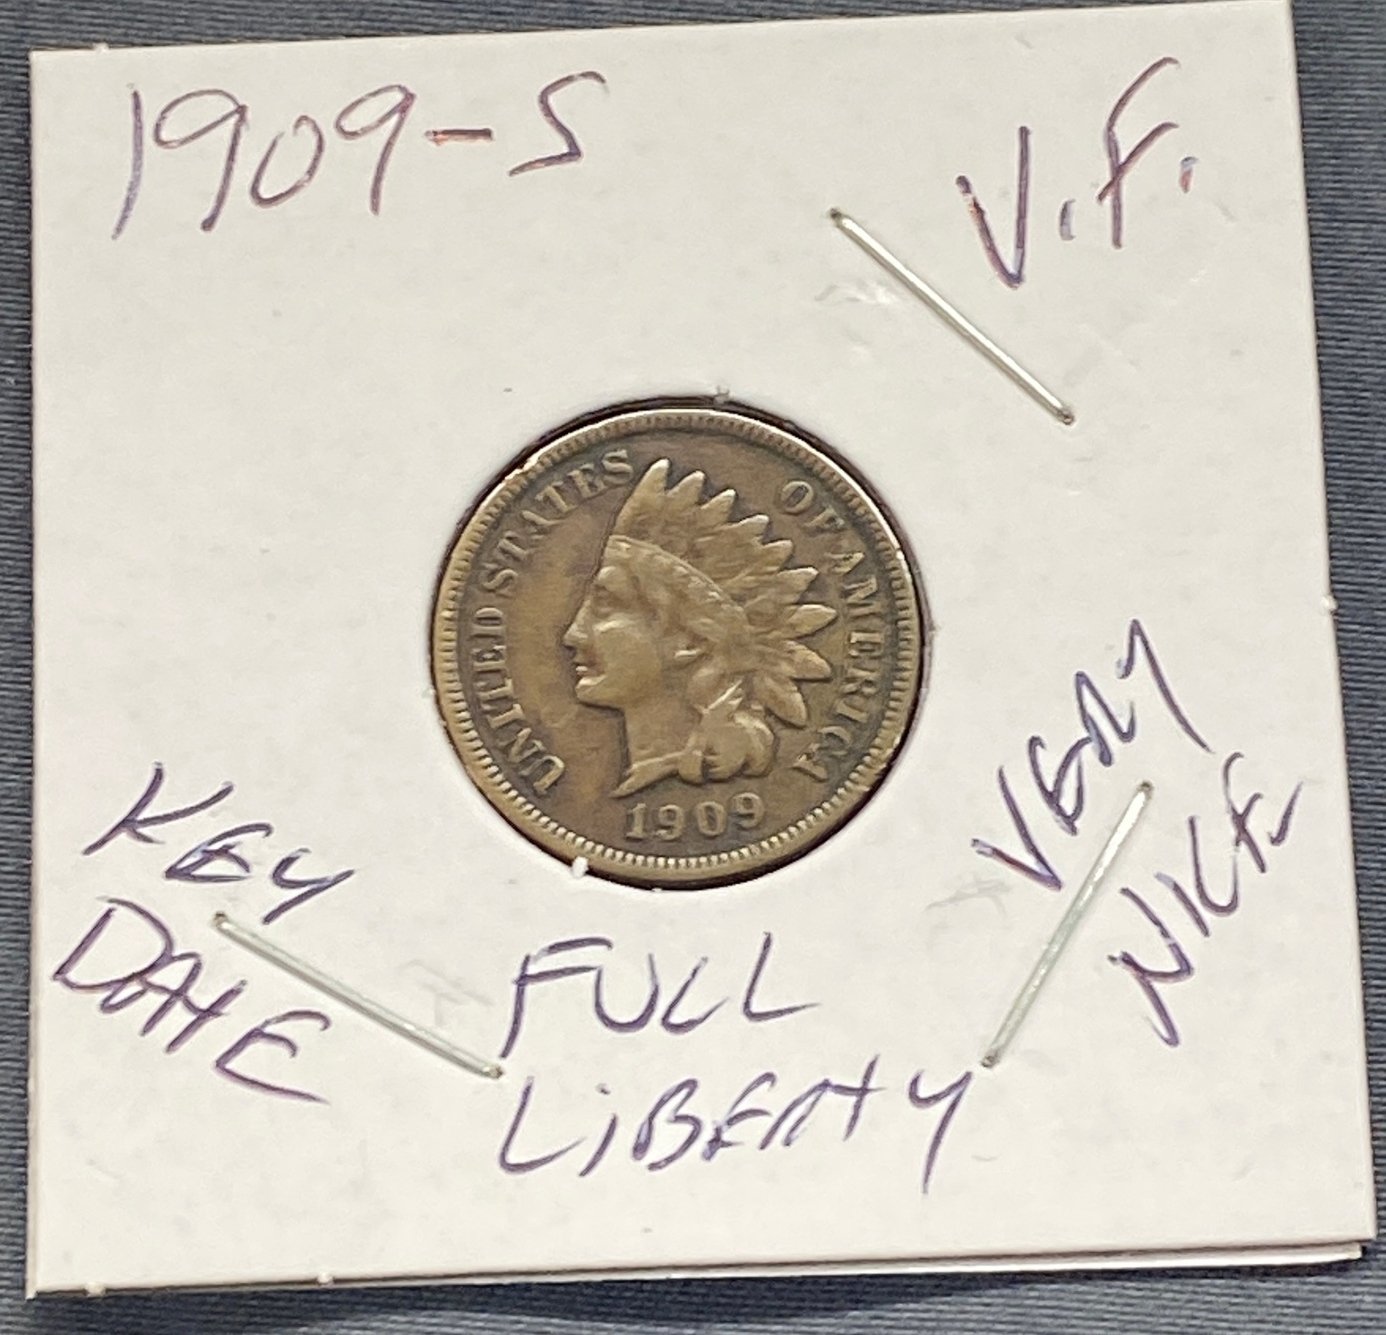 1909-S
V.F.
UNITED STATES OF AMERICA
1909
KEY
DATE
FULL
LiBERTY
VERY
NICE